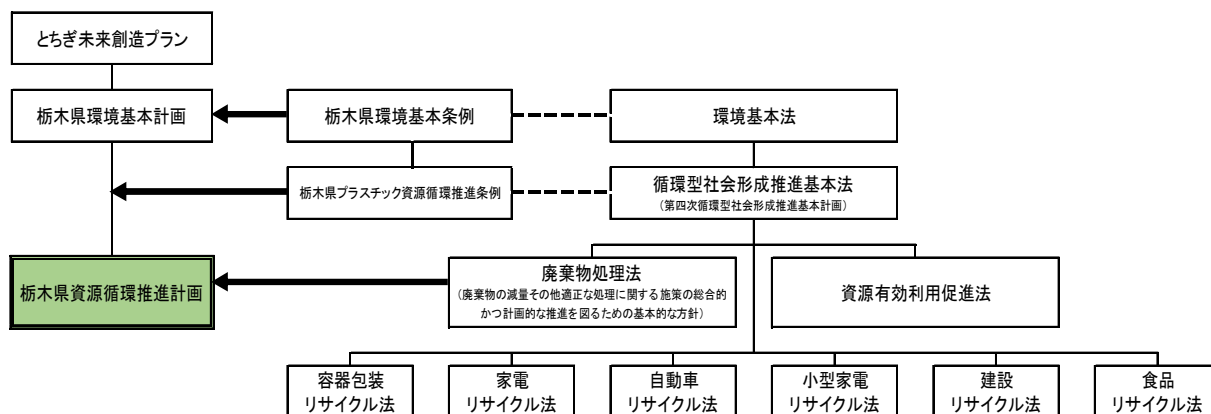 とちぎ未来創造プラン
栃木県環境基本計画
栃木県環境基本条例
環境基本法
栃木県プラスチック資源循環推進条例
循環型社会形成推進基本法
（第四次循環型社会形成推進基本計画）
栃木県資源循環推進計画
廃棄物処理法
（廃棄物の減量その他適正な処理に関する施策の総合的
かつ計画的な推進を図るための基本的な方針）
資源有効利用促進法
容器包装
リサイクル法
家電
リサイクル法
自動車
リサイクル法
小型家電
リサイクル法
建設
リサイクル法
食品
リサイクル法